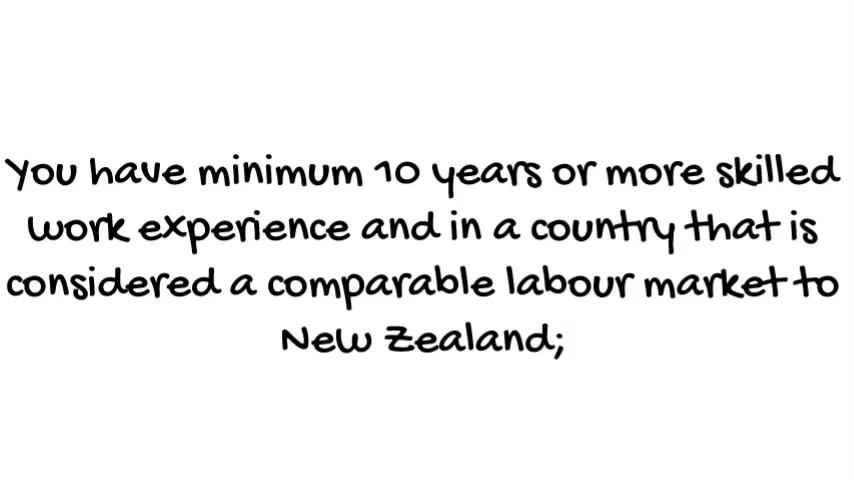 You have minimum 10 years or more skilled
work experience and in a country that is
considered a comparable labour market to
New Zealand;